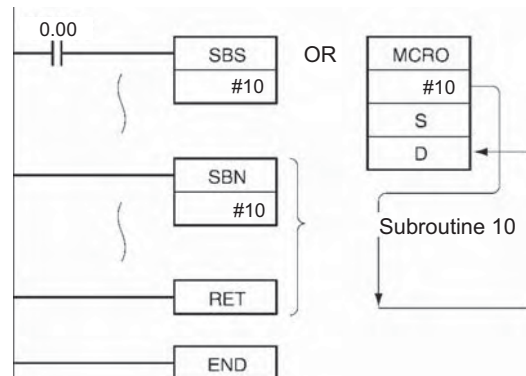 0.00
SBS
#10
OR
MCRO
#10
S
D
SBN
#10
Subroutine 10
RET
END